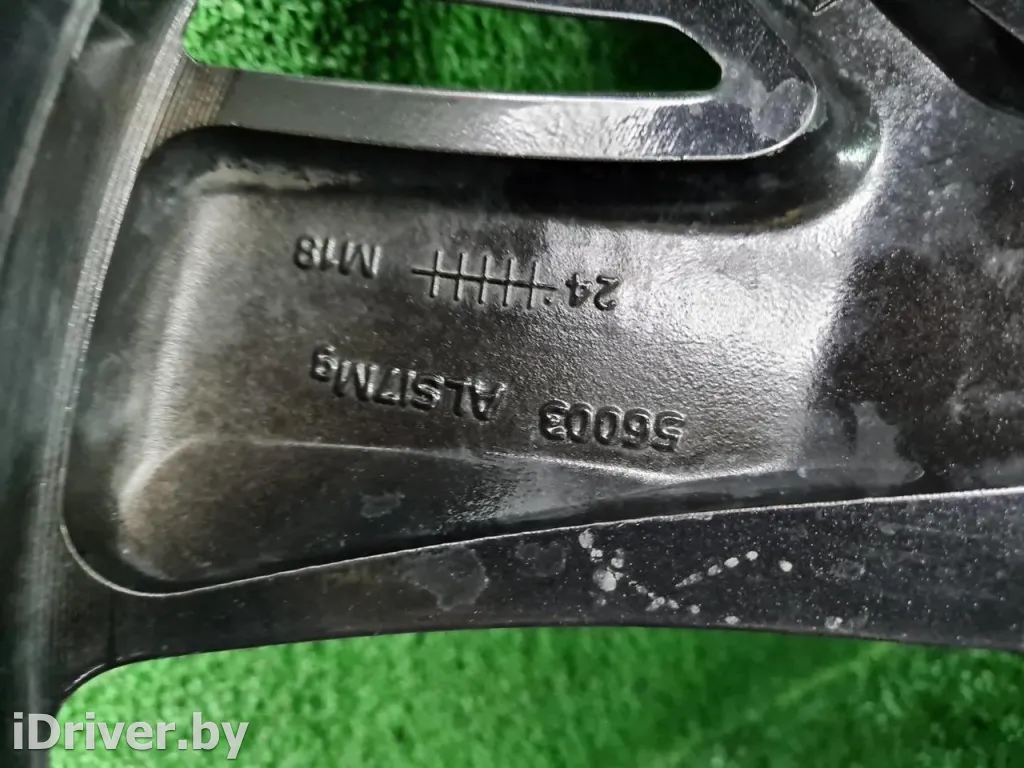 56003 ALSI7Mg
24 M18
iDriver.by